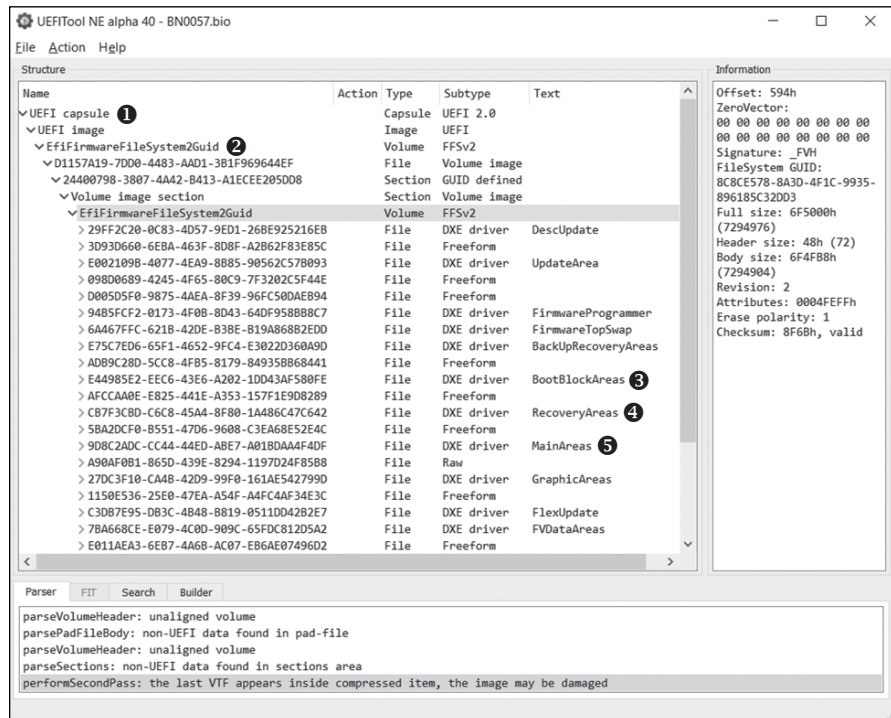 UEFITool NE alpha 40 - BN0057.bio
File Action Help
Structure
Name Action Type Subtype Text
UEFI capsule ❶ Capsule UEFI 2.0
UEFI image Image UEFI
EfiFirmwareFileSystem2Guid ❷ Volume FFSv2
D1157A19-7DD0-4483-AAD1-3B1F969644EF File Volume image
24400798-3807-4A42-B413-A1ECEE205DD8 Section GUID defined
Volume image section Section Volume image
EfiFirmwareFileSystem2Guid Volume FFSv2
29FF2C20-0C83-4D57-9ED1-26BE925216EB File DXE driver DescUpdate
3D93D660-6EBA-463F-8D8F-A2B62F83E85C File Freeform
E002109B-4077-4EA9-8B85-90562C57B093 File DXE driver UpdateArea
098D0689-4245-4F65-80C9-7F3202C5F44E File Freeform
D005D5F0-9875-4AEA-8F39-96FC50DAEB94 File Freeform
94B5FCF2-0173-4F0B-8D43-64DF958BB8C7 File DXE driver FirmwareProgrammer
6A467FFC-621B-42DE-B3BE-B19A868B2EDD File DXE driver FirmwareTopSwap
E75C7ED6-65F1-4652-9FC4-E3022D360A9D File DXE driver BackUpRecoveryAreas
ADB9C28D-5CC8-4FB5-8179-84935BB68441 File Freeform
E44985E2-EEC6-43E6-A202-1DD43AF580FE File DXE driver BootBlockAreas ❸
AFCCAA0E-E825-441E-A353-157F1E9D8289 File Freeform
CB7F3CBD-C6C8-45A4-8F80-1A486C47C642 File DXE driver RecoveryAreas ❹
5BA2DCF0-B551-47D6-9608-C3EA68E52E4C File Freeform
9D8C2ADC-CC44-44ED-ABE7-A01BDAA4F4DF File DXE driver MainAreas ❺
A90AF0B1-865D-439E-8294-1197D24F85B8 File Raw
27DC3F10-CA4B-42D9-99F0-161AE542799D File DXE driver GraphicAreas
1150E536-25E0-47EA-A54F-A4FC4AF34E3C File Freeform
C3DB7E95-DB3C-4B48-B819-0511DD42B2E7 File DXE driver FlexUpdate
7BA668CE-E079-4C0D-909C-65FDC812D5A2 File DXE driver FVDataAreas
E011AEA3-6EB7-4A6B-AC07-EB6AE07496D2 File Freeform
Information
Offset: 594h
ZeroVector:
00 00 00 00 00 00 00 00
00 00 00 00 00 00 00 00
Signature: _FVH
FileSystem GUID:
8C8CE578-8A3D-4F1C-9935-
896185C32DD3
Full size: 6F5000h
(7294976)
Header size: 48h (72)
Body size: 6F4FB8h
(7294904)
Revision: 2
Attributes: 0004FEFFh
Erase polarity: 1
Checksum: 8F6Bh, valid
Parser FIT Search Builder
parseVolumeHeader: unaligned volume
parsePadFileBody: non-UEFI data found in pad-file
parseVolumeHeader: unaligned volume
parseSections: non-UEFI data found in sections area
performSecondPass: the last VTF appears inside compressed item, the image may be damaged